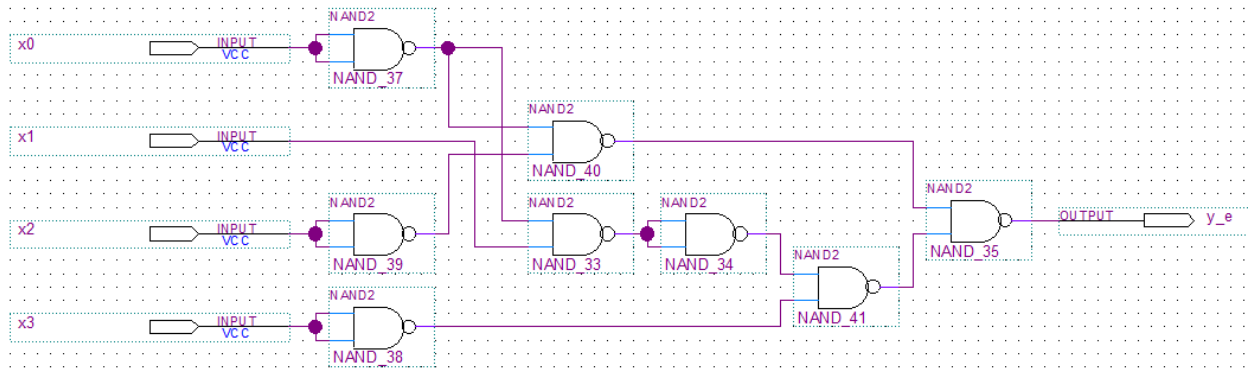 NAND2
x0 INPUT
VCC
NAND_37
NAND2
x1 INPUT
VCC
NAND_40
NAND2
NAND2 NAND2 NAND2
x2 INPUT
VCC
OUTPUT y_e
NAND_35
NAND_39 NAND_33 NAND_34
NAND2
NAND2
x3 INPUT
VCC
NAND_41
NAND_38